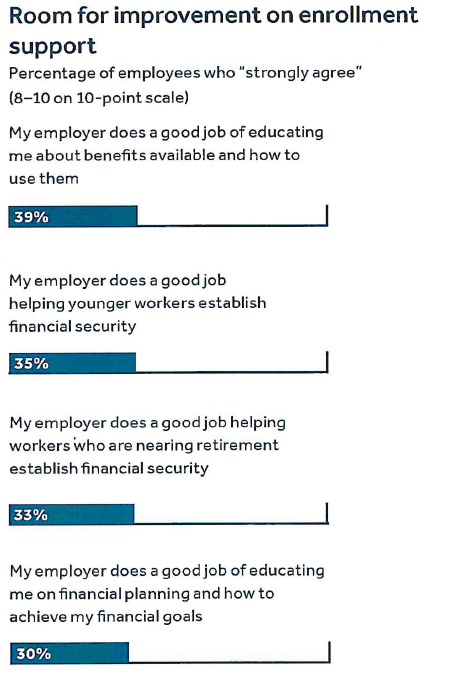 Room for improvement on enrollment
support
Percentage of employees who “strongly agree”
(8–10 on 10-point scale)
My employer does a good job of educating
me about benefits available and how to
use them
39%
My employer does a good job
helping younger workers establish
financial security
35%
My employer does a good job helping
workers who are nearing retirement
establish financial security
33%
My employer does a good job of educating
me on financial planning and how to
achieve my financial goals
30%